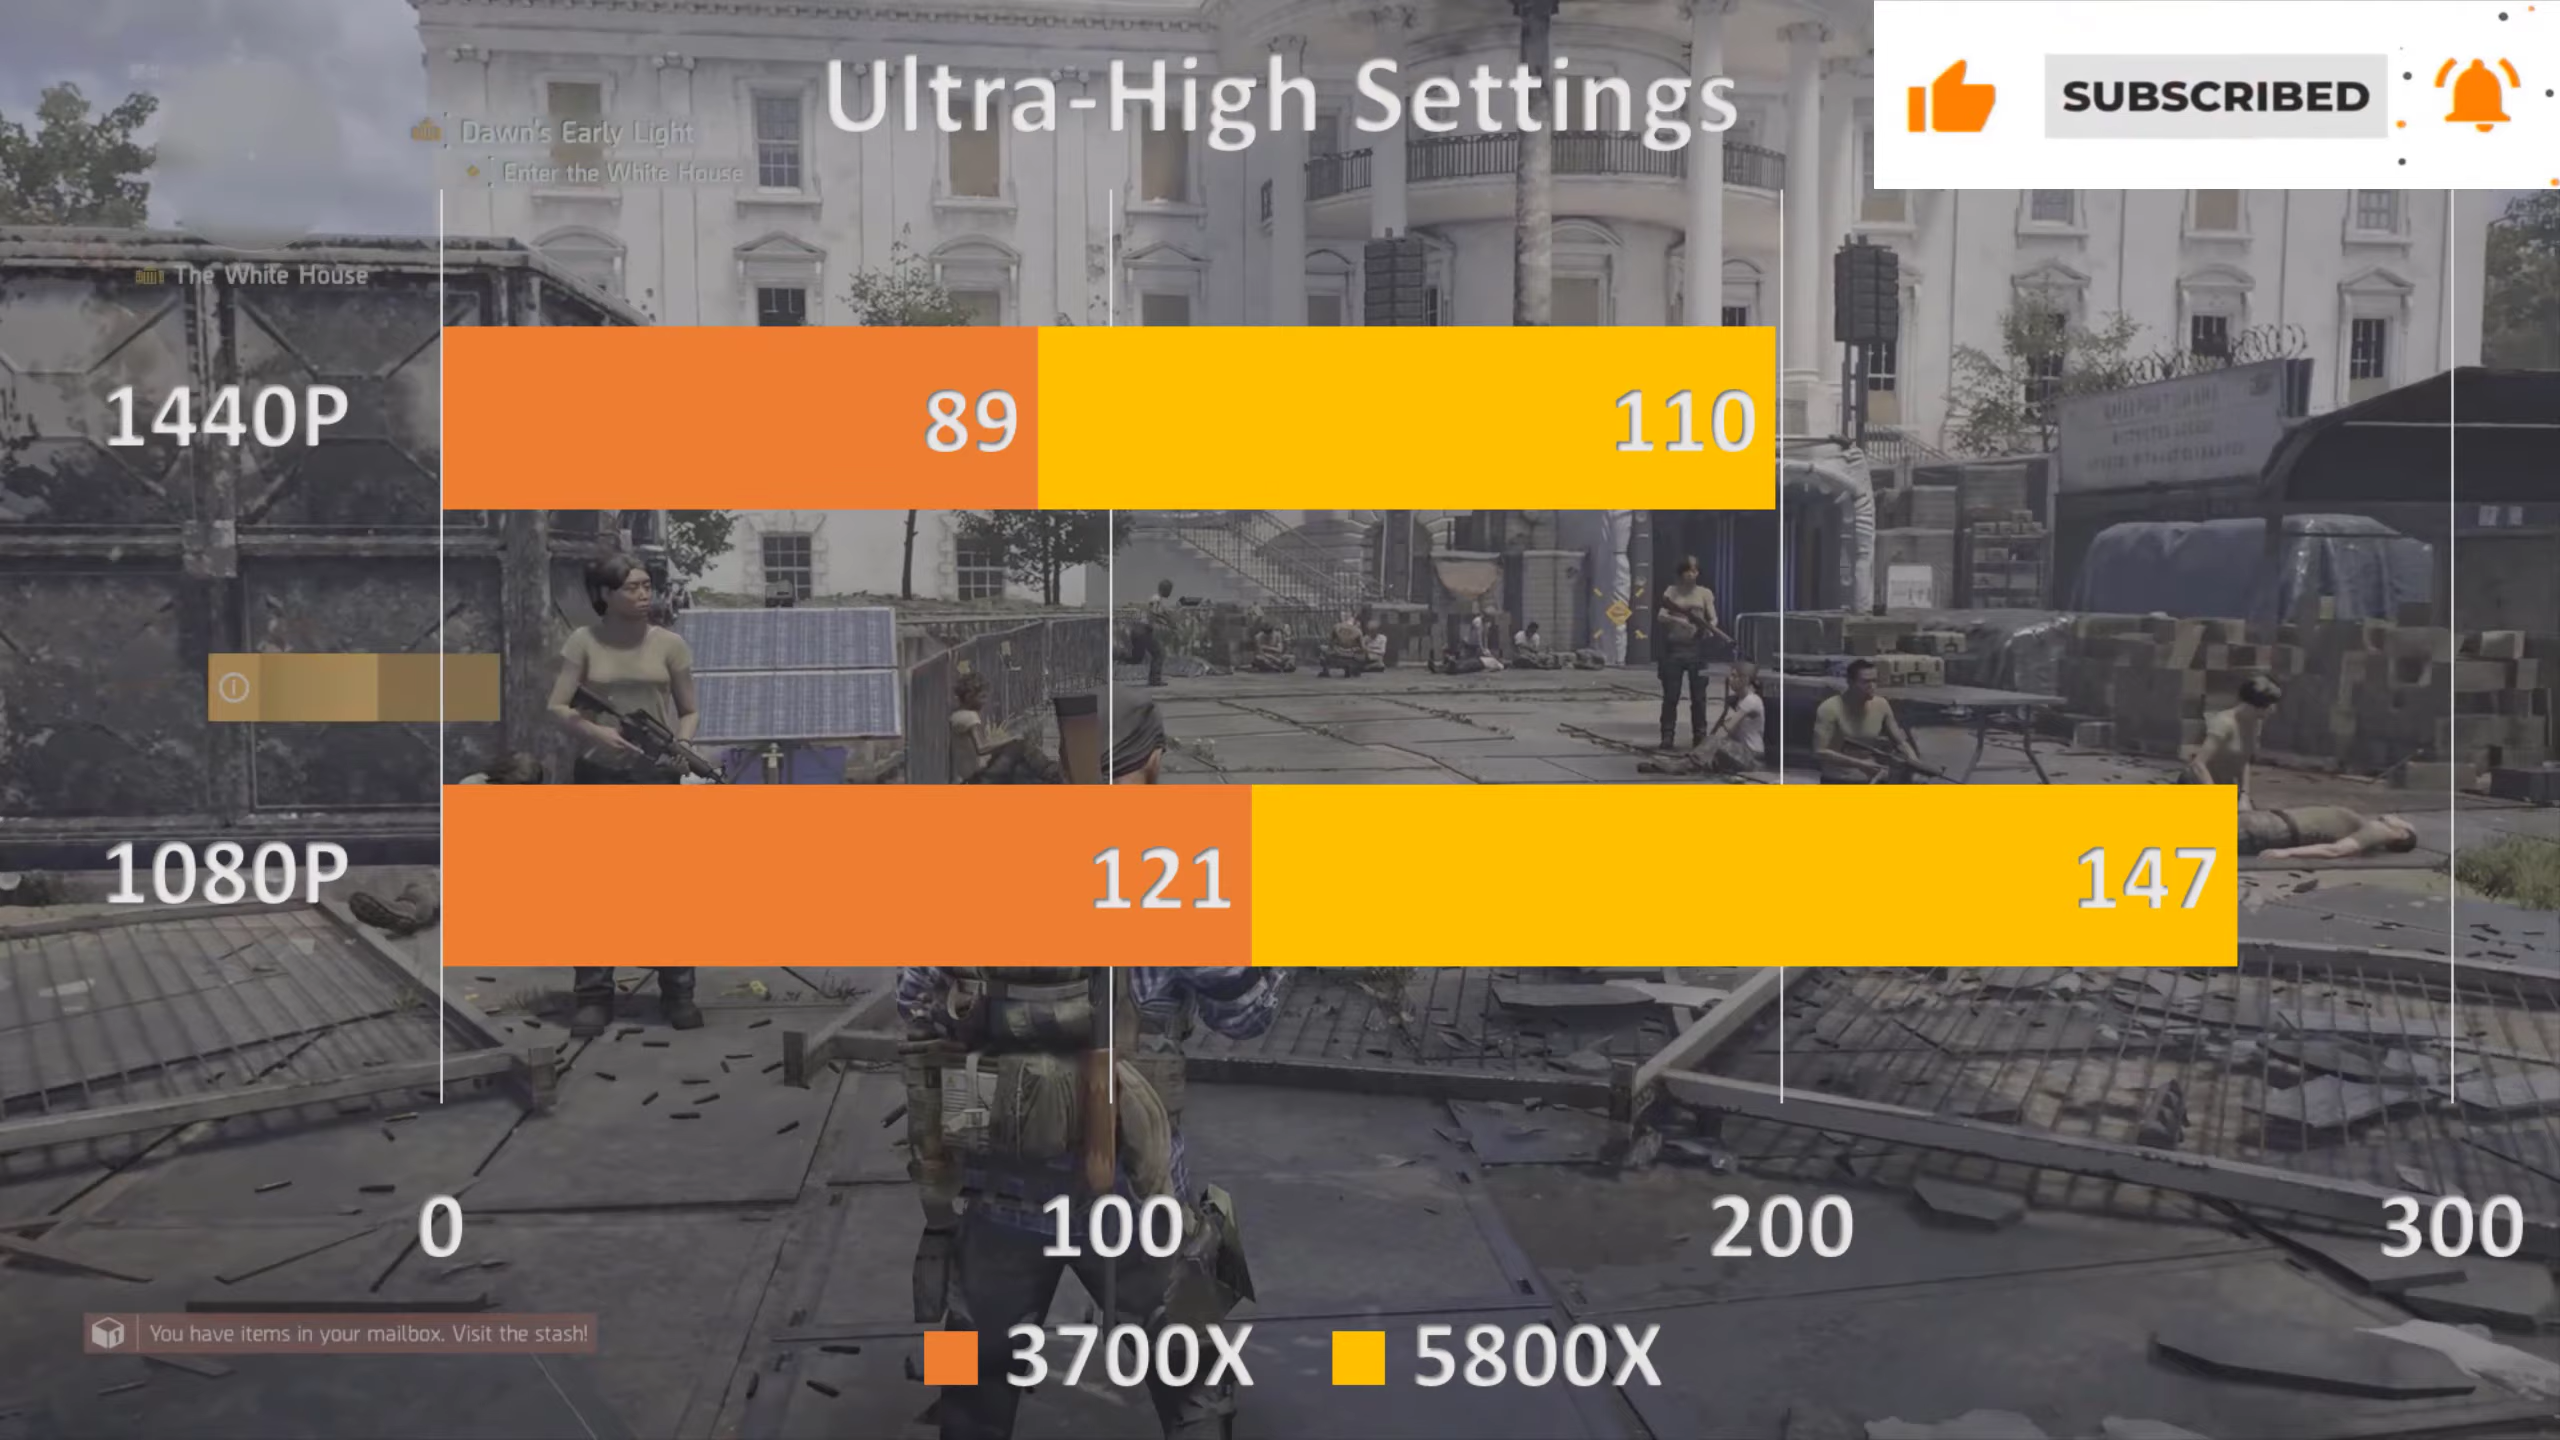 Ultra-High Settings
SUBSCRIBED
Dawn's Early Light
Enter the White House
The White House
1440P
89
110
1080P
121
147
0
100
200
300
You have items in your mailbox. Visit the stash!
3700X
5800X